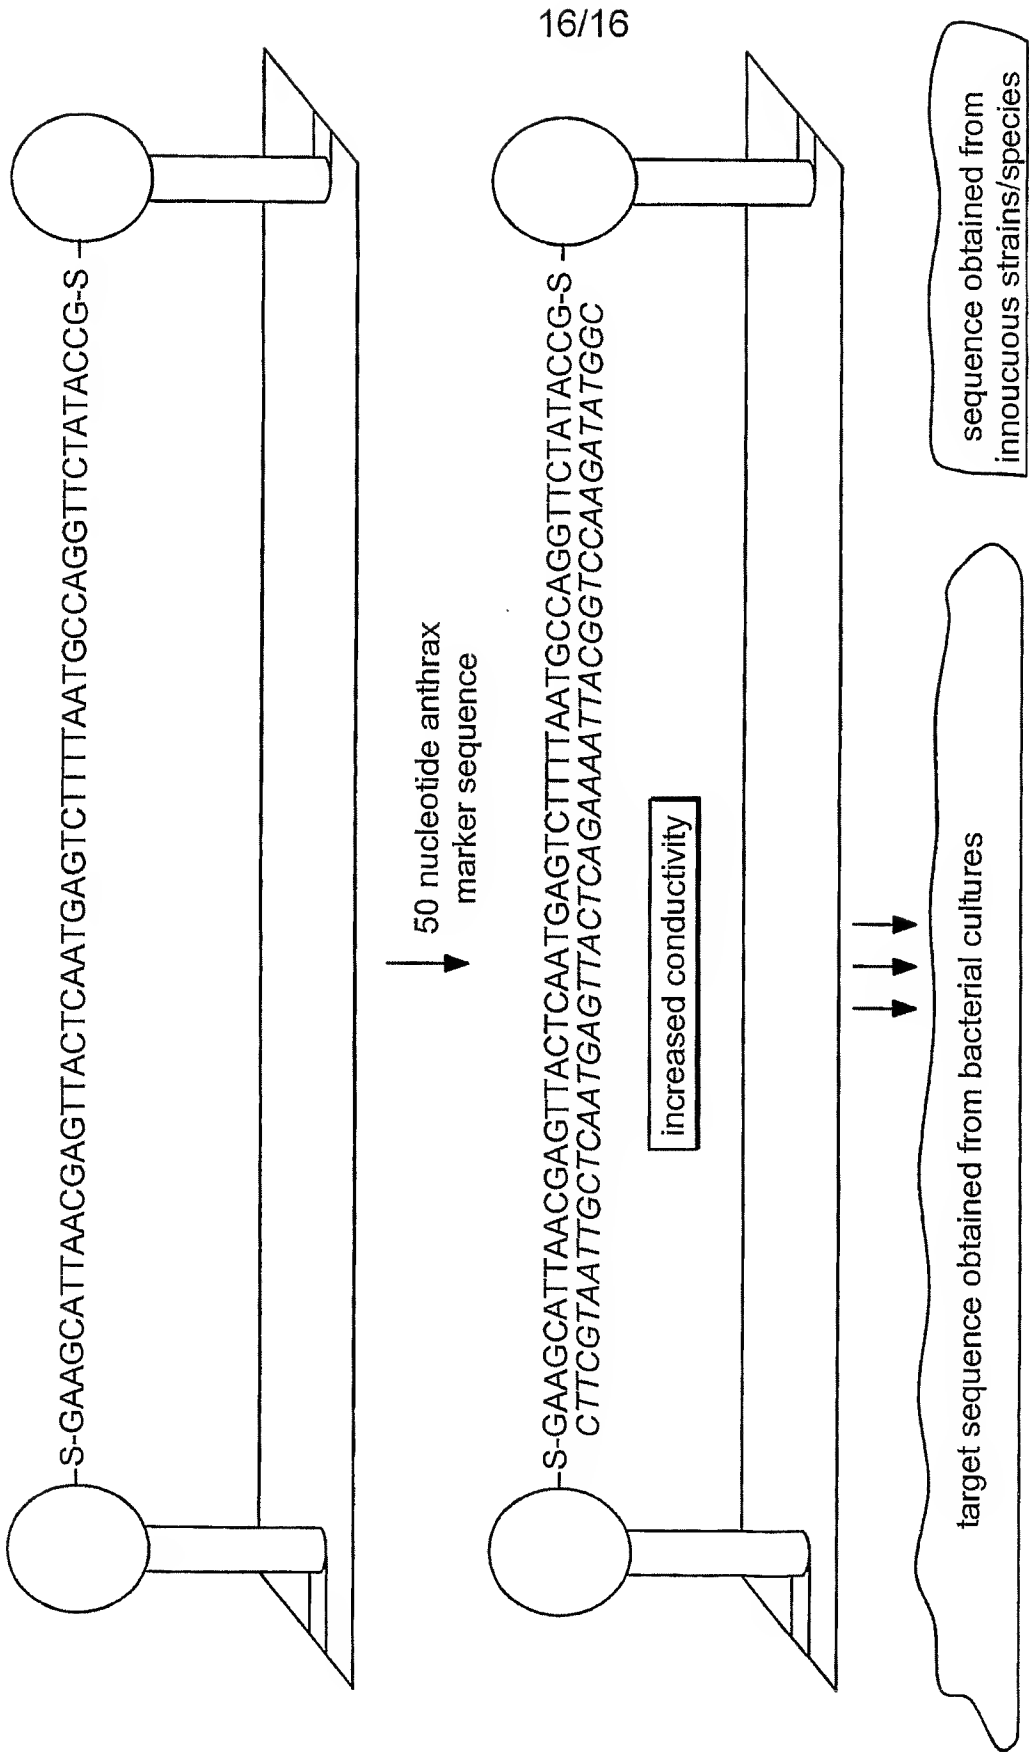 16/16
-S-GAAGCATTAACGAGTTACTCAATGAGTCTTTTAATGCCAGGTTCTATACCG-S-
50 nucleotide anthrax
marker sequence
-S-GAAGCATTAACGAGTTACTCAATGAGTCTTTTAATGCCAGGTTCTATACCG-S-
CTTCGTAATTGCTCAATGAGTTACTCAGAAAATTACGGTCCAAGATATGGC
increased conductivity
target sequence obtained from bacterial cultures
sequence obtained from
innoucuous strains/species